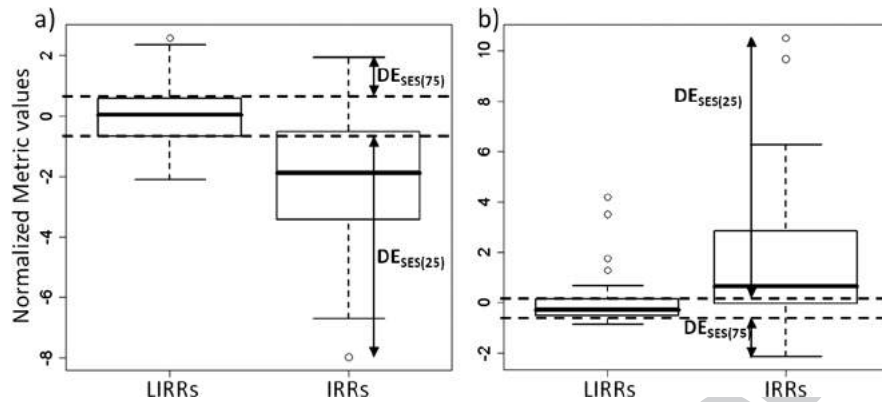 a)
Normalized Metric values
2
0
-2
-4
-6
-8
DESES(75)
DESES(25)
LIRRs
IRRs
b)
10
8
6
4
2
0
-2
DESES(25)
DESES(75)
LIRRs
IRRs